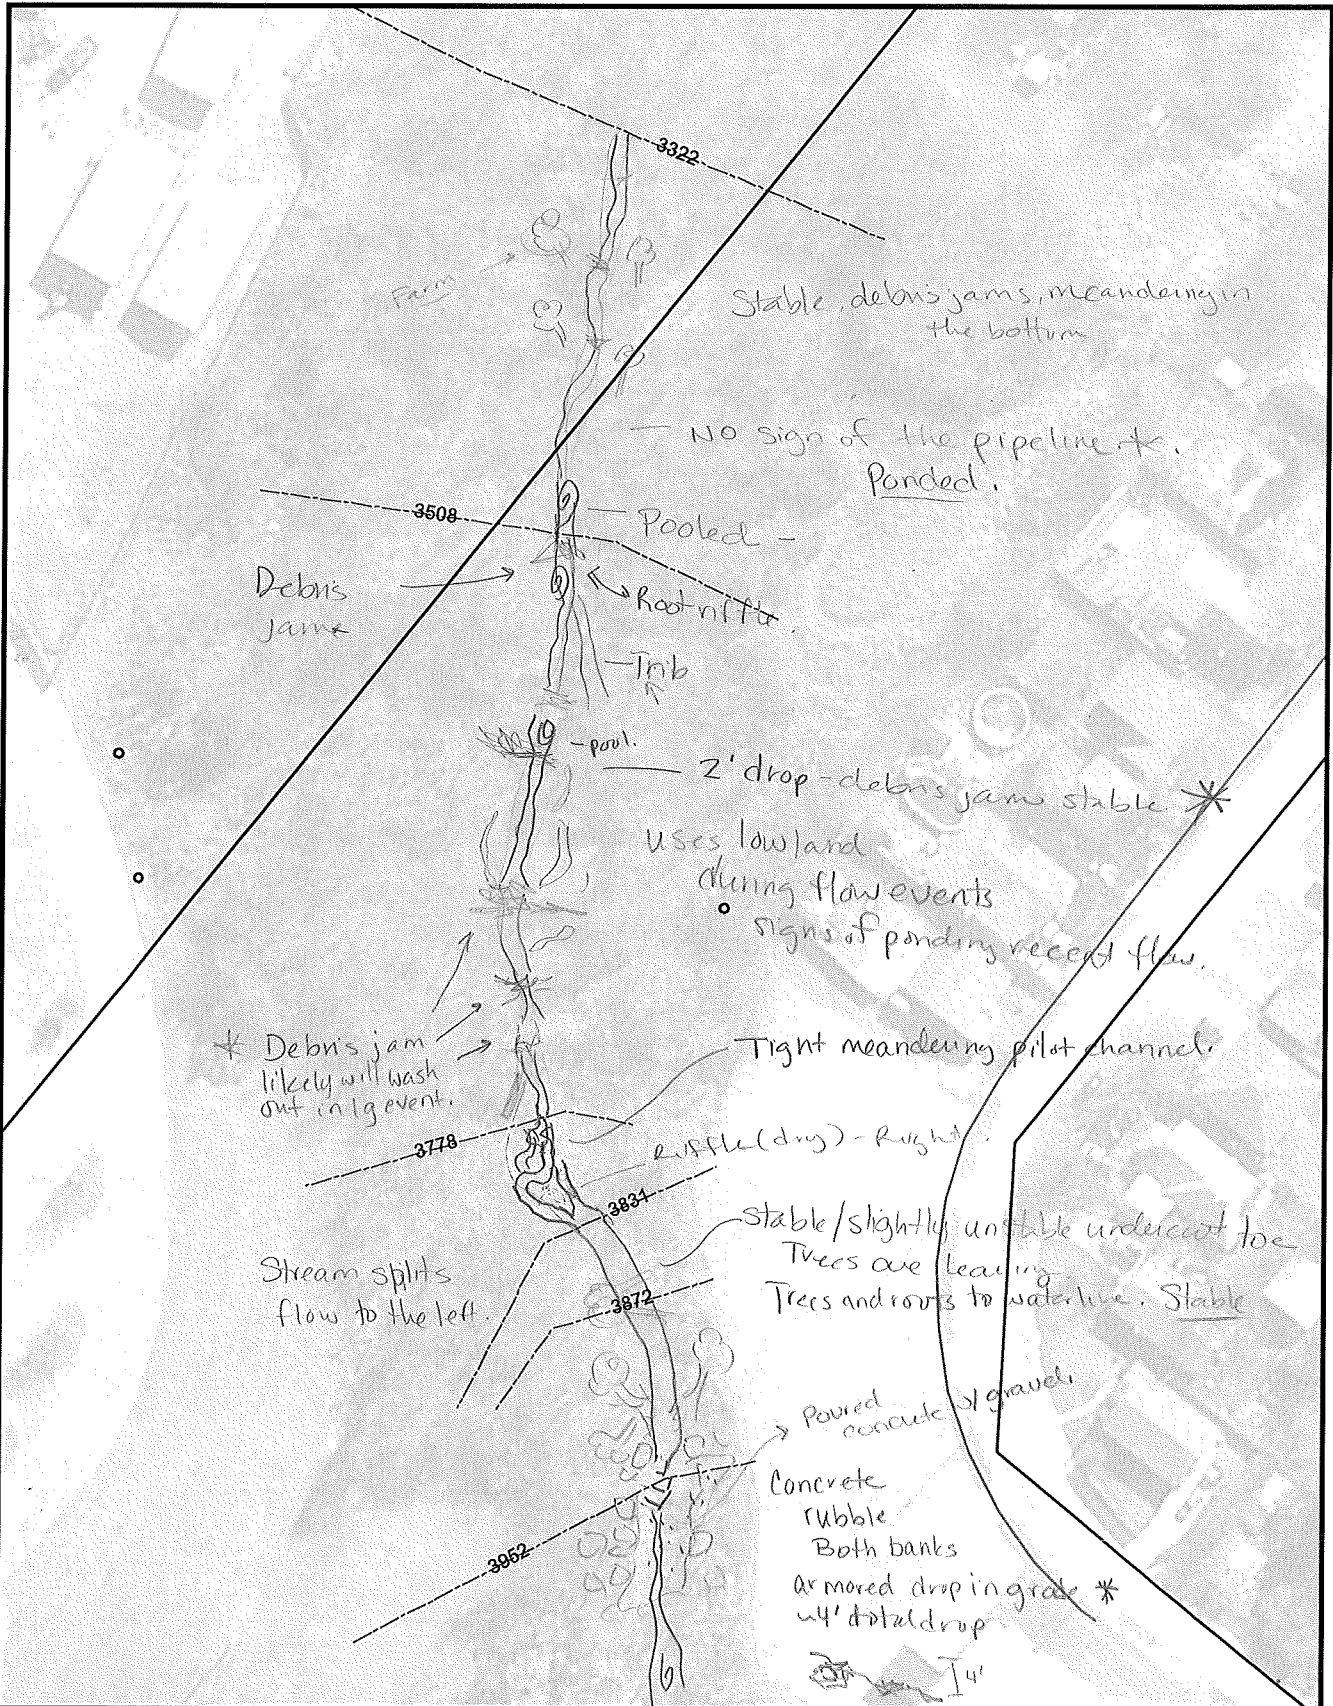 3322
Farm
Stable, debris jams, meandering in
the bottom
No sign of the pipeline *.
Ponded.
3508
Pooled -
Debris
jam
Root riffle.
Trib
- pool.
2' drop - debris jam stable *
Uses lowland
during flow events
signs of ponding recent flow.
* Debris jam
likely will wash
out in lg event.
Tight meandering pilot channel.
3778
Riffle (dry) - Right.
3831
Stable/slightly unstable undercut toe
Trees are leaning
Trees and roots to waterline. Stable
Stream splits
flow to the left.
3872
Poured
concrete w/ gravel.
Concrete
rubble
Both banks
armored drop in grade *
~4' total drop
3952
4'